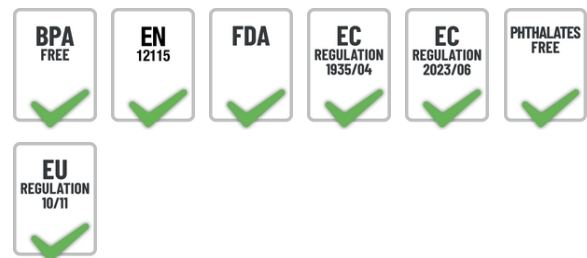 BPA
FREE
EN
12115
FDA
EC
REGULATION
1935/04
EC
REGULATION
2023/06
PHTHALATES
FREE
EU
REGULATION
10/11